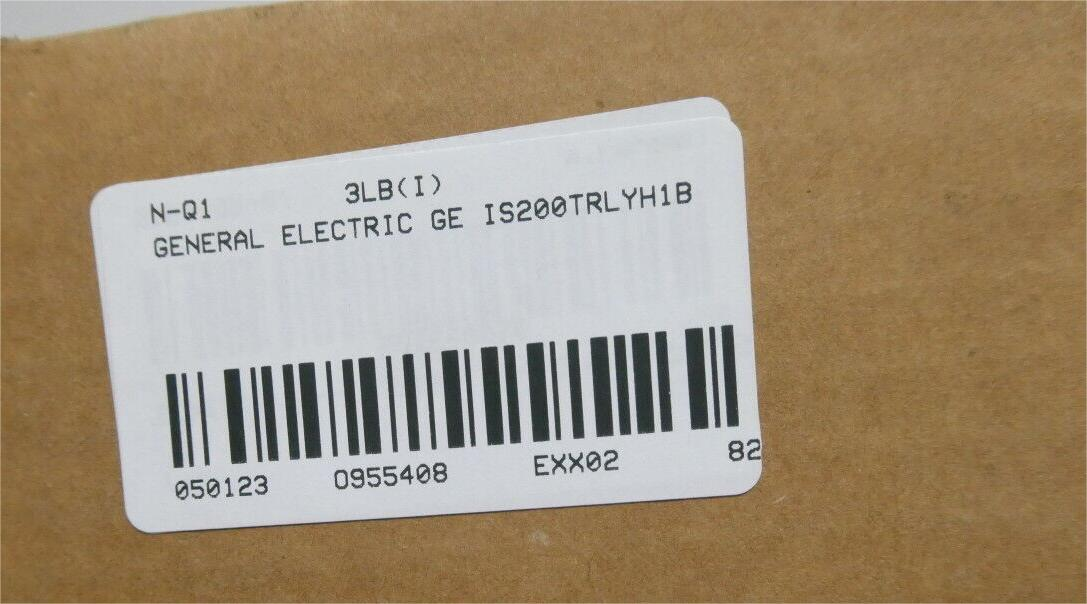 N-Q1 3LB(I)
GENERAL ELECTRIC GE IS200TRLYH1B
050123 0955408 EXX02 82